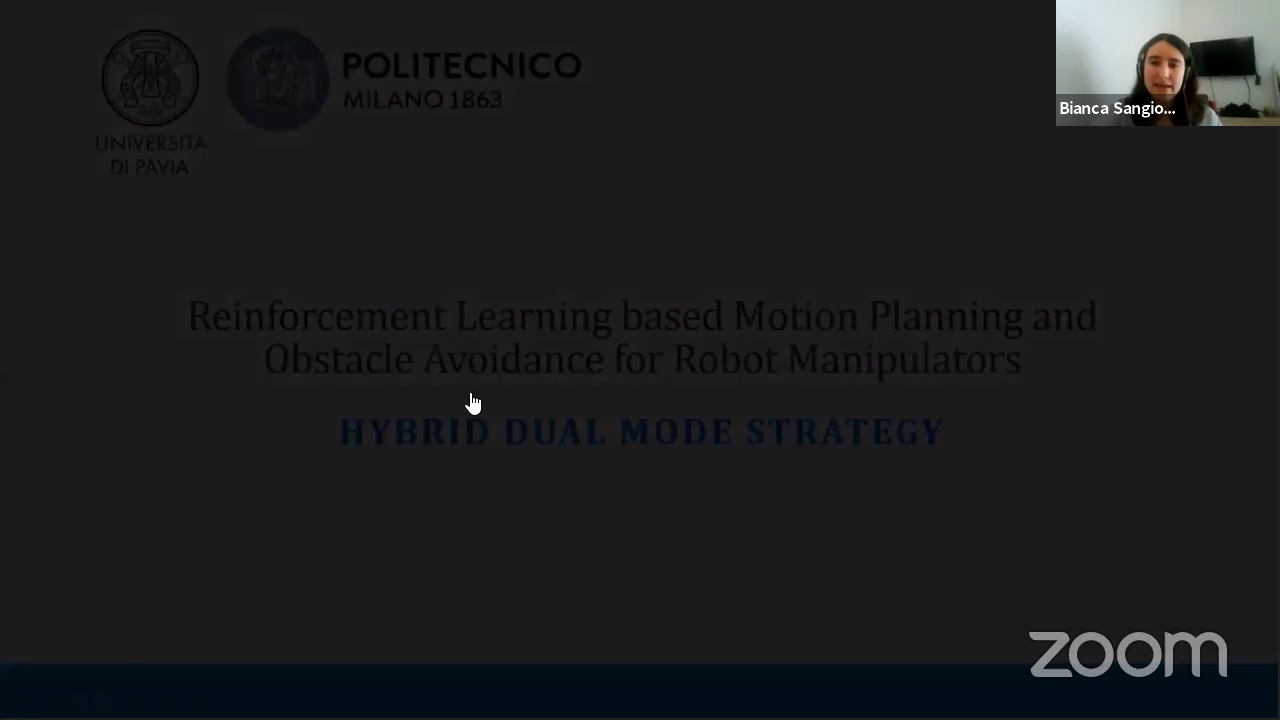 POLITECNICO
MILANO 1863
UNIVERSITÀ
DI PAVIA
Bianca Sangio...
Reinforcement Learning based Motion Planning and
Obstacle Avoidance for Robot Manipulators
HYBRID DUAL MODE STRATEGY
zoom